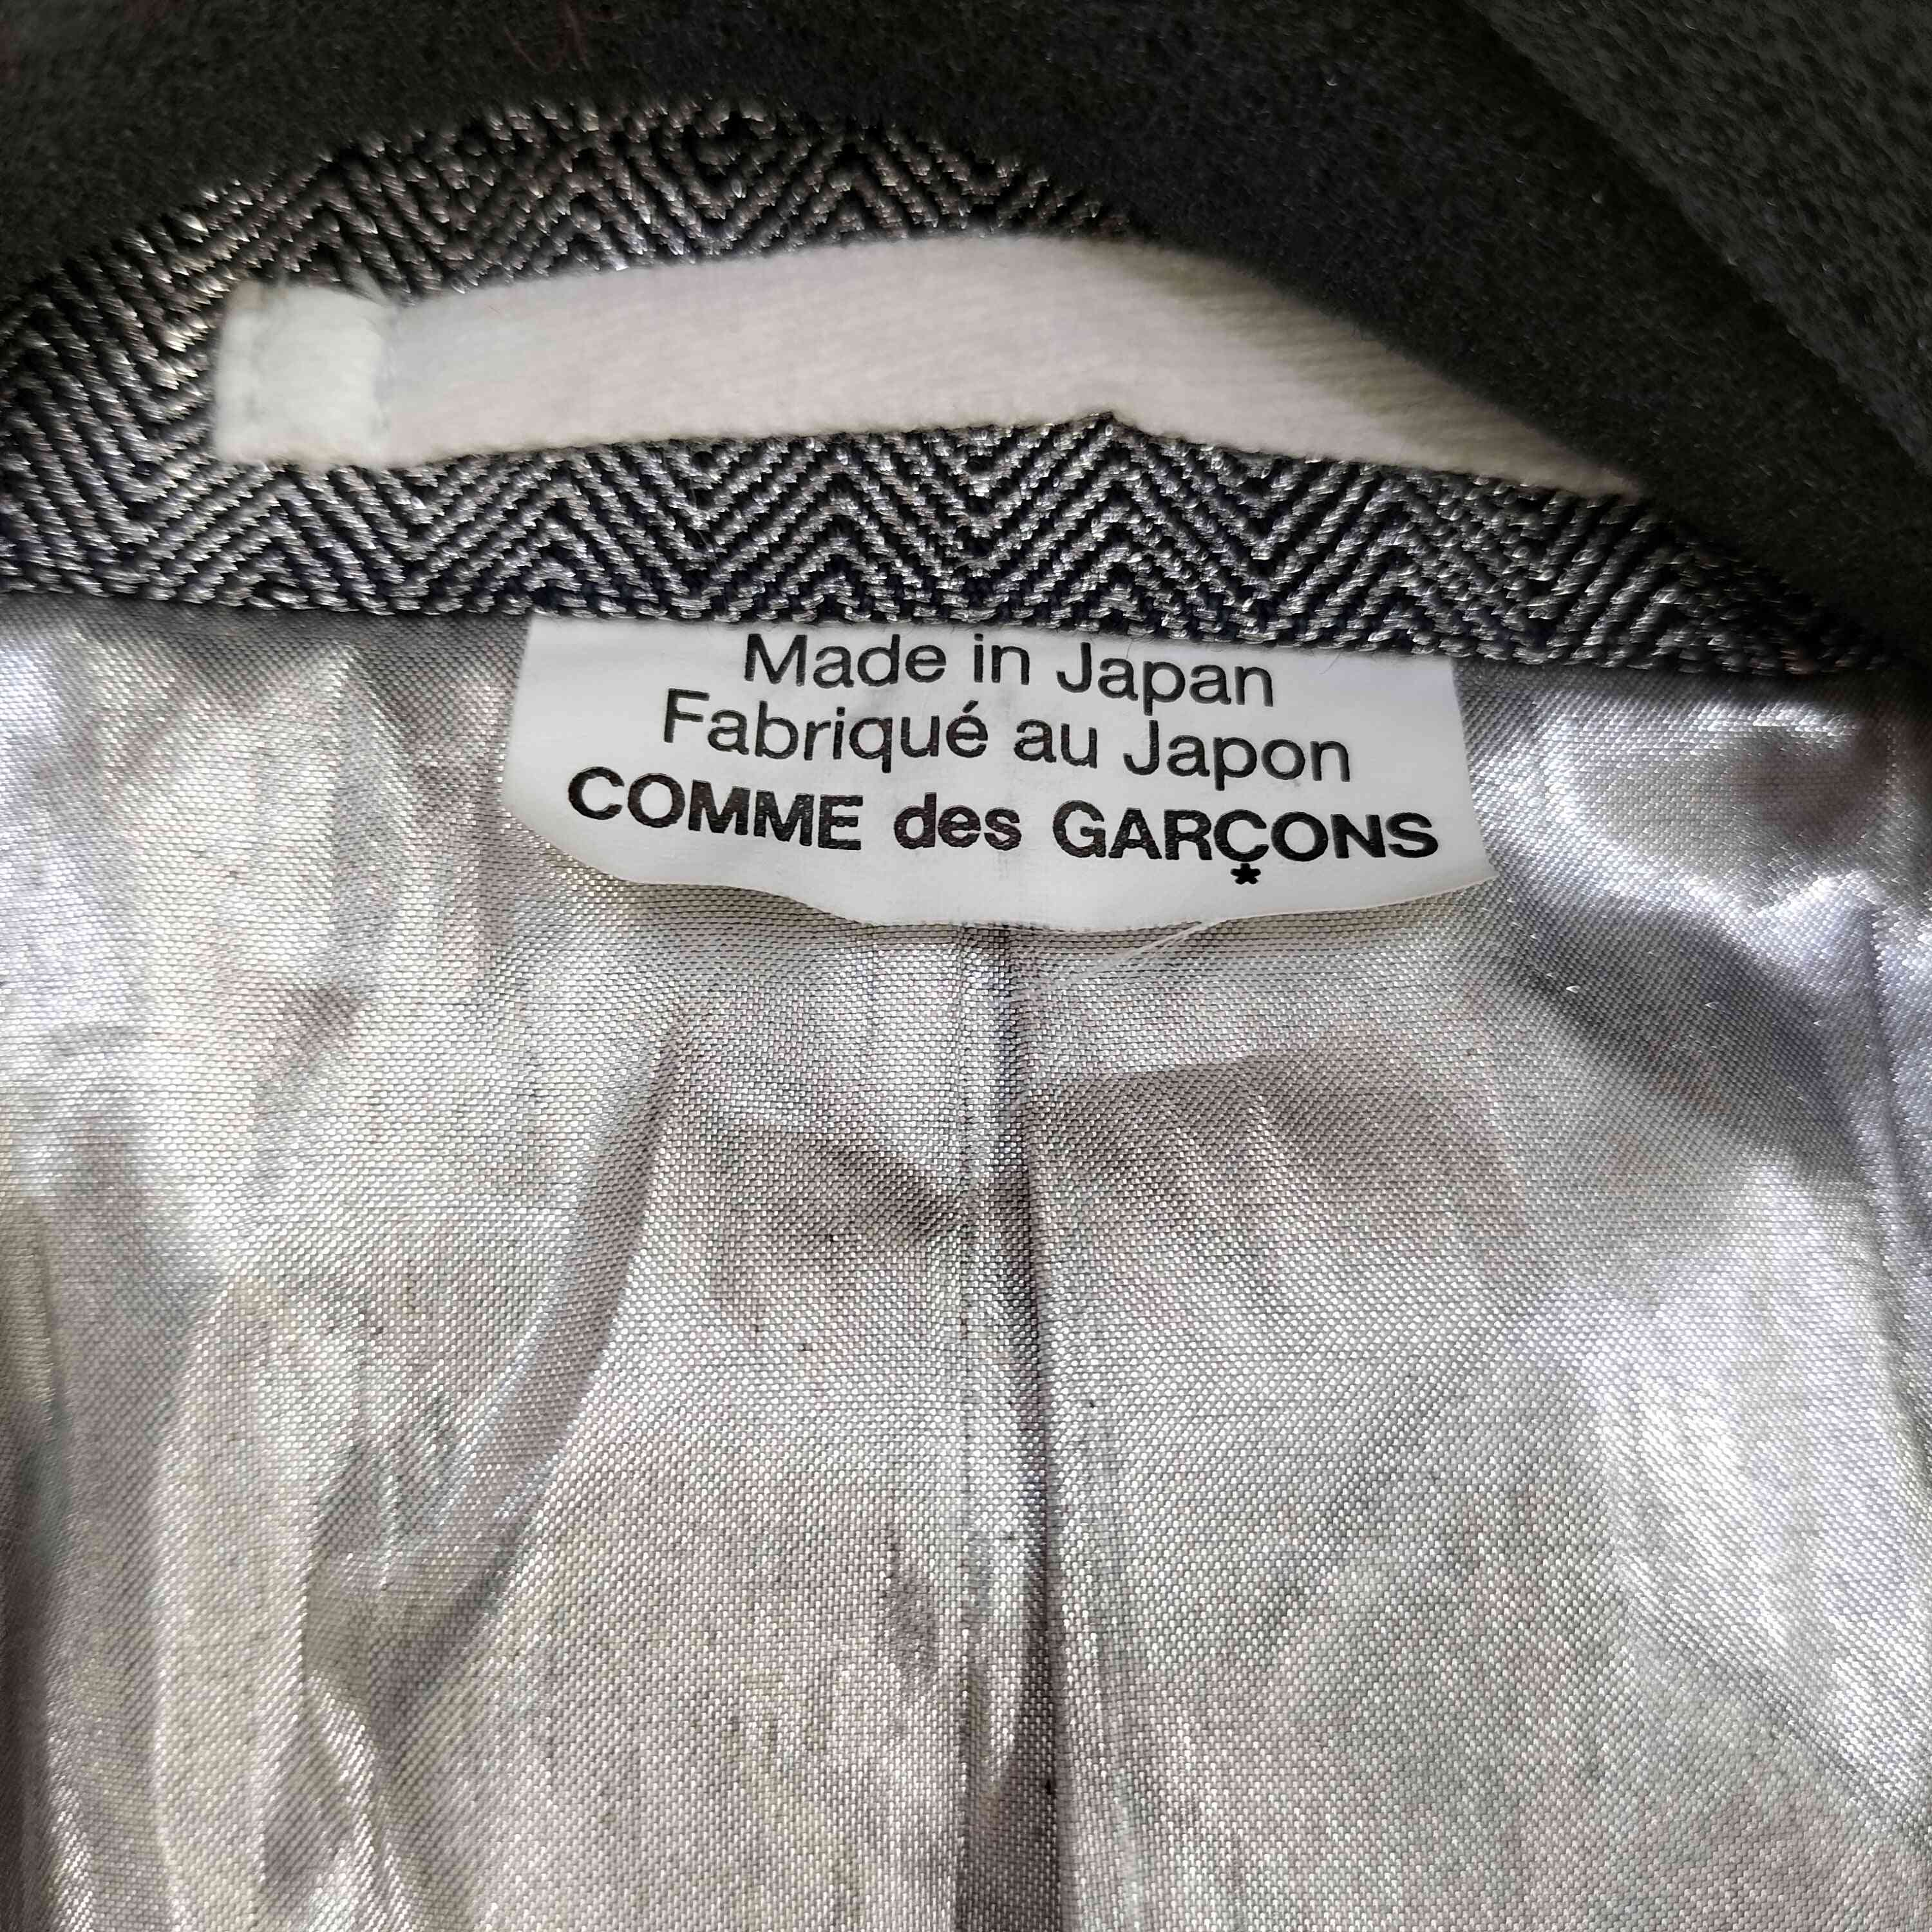 Made in Japan
Fabriqué au Japon
COMME des GARÇONS
*